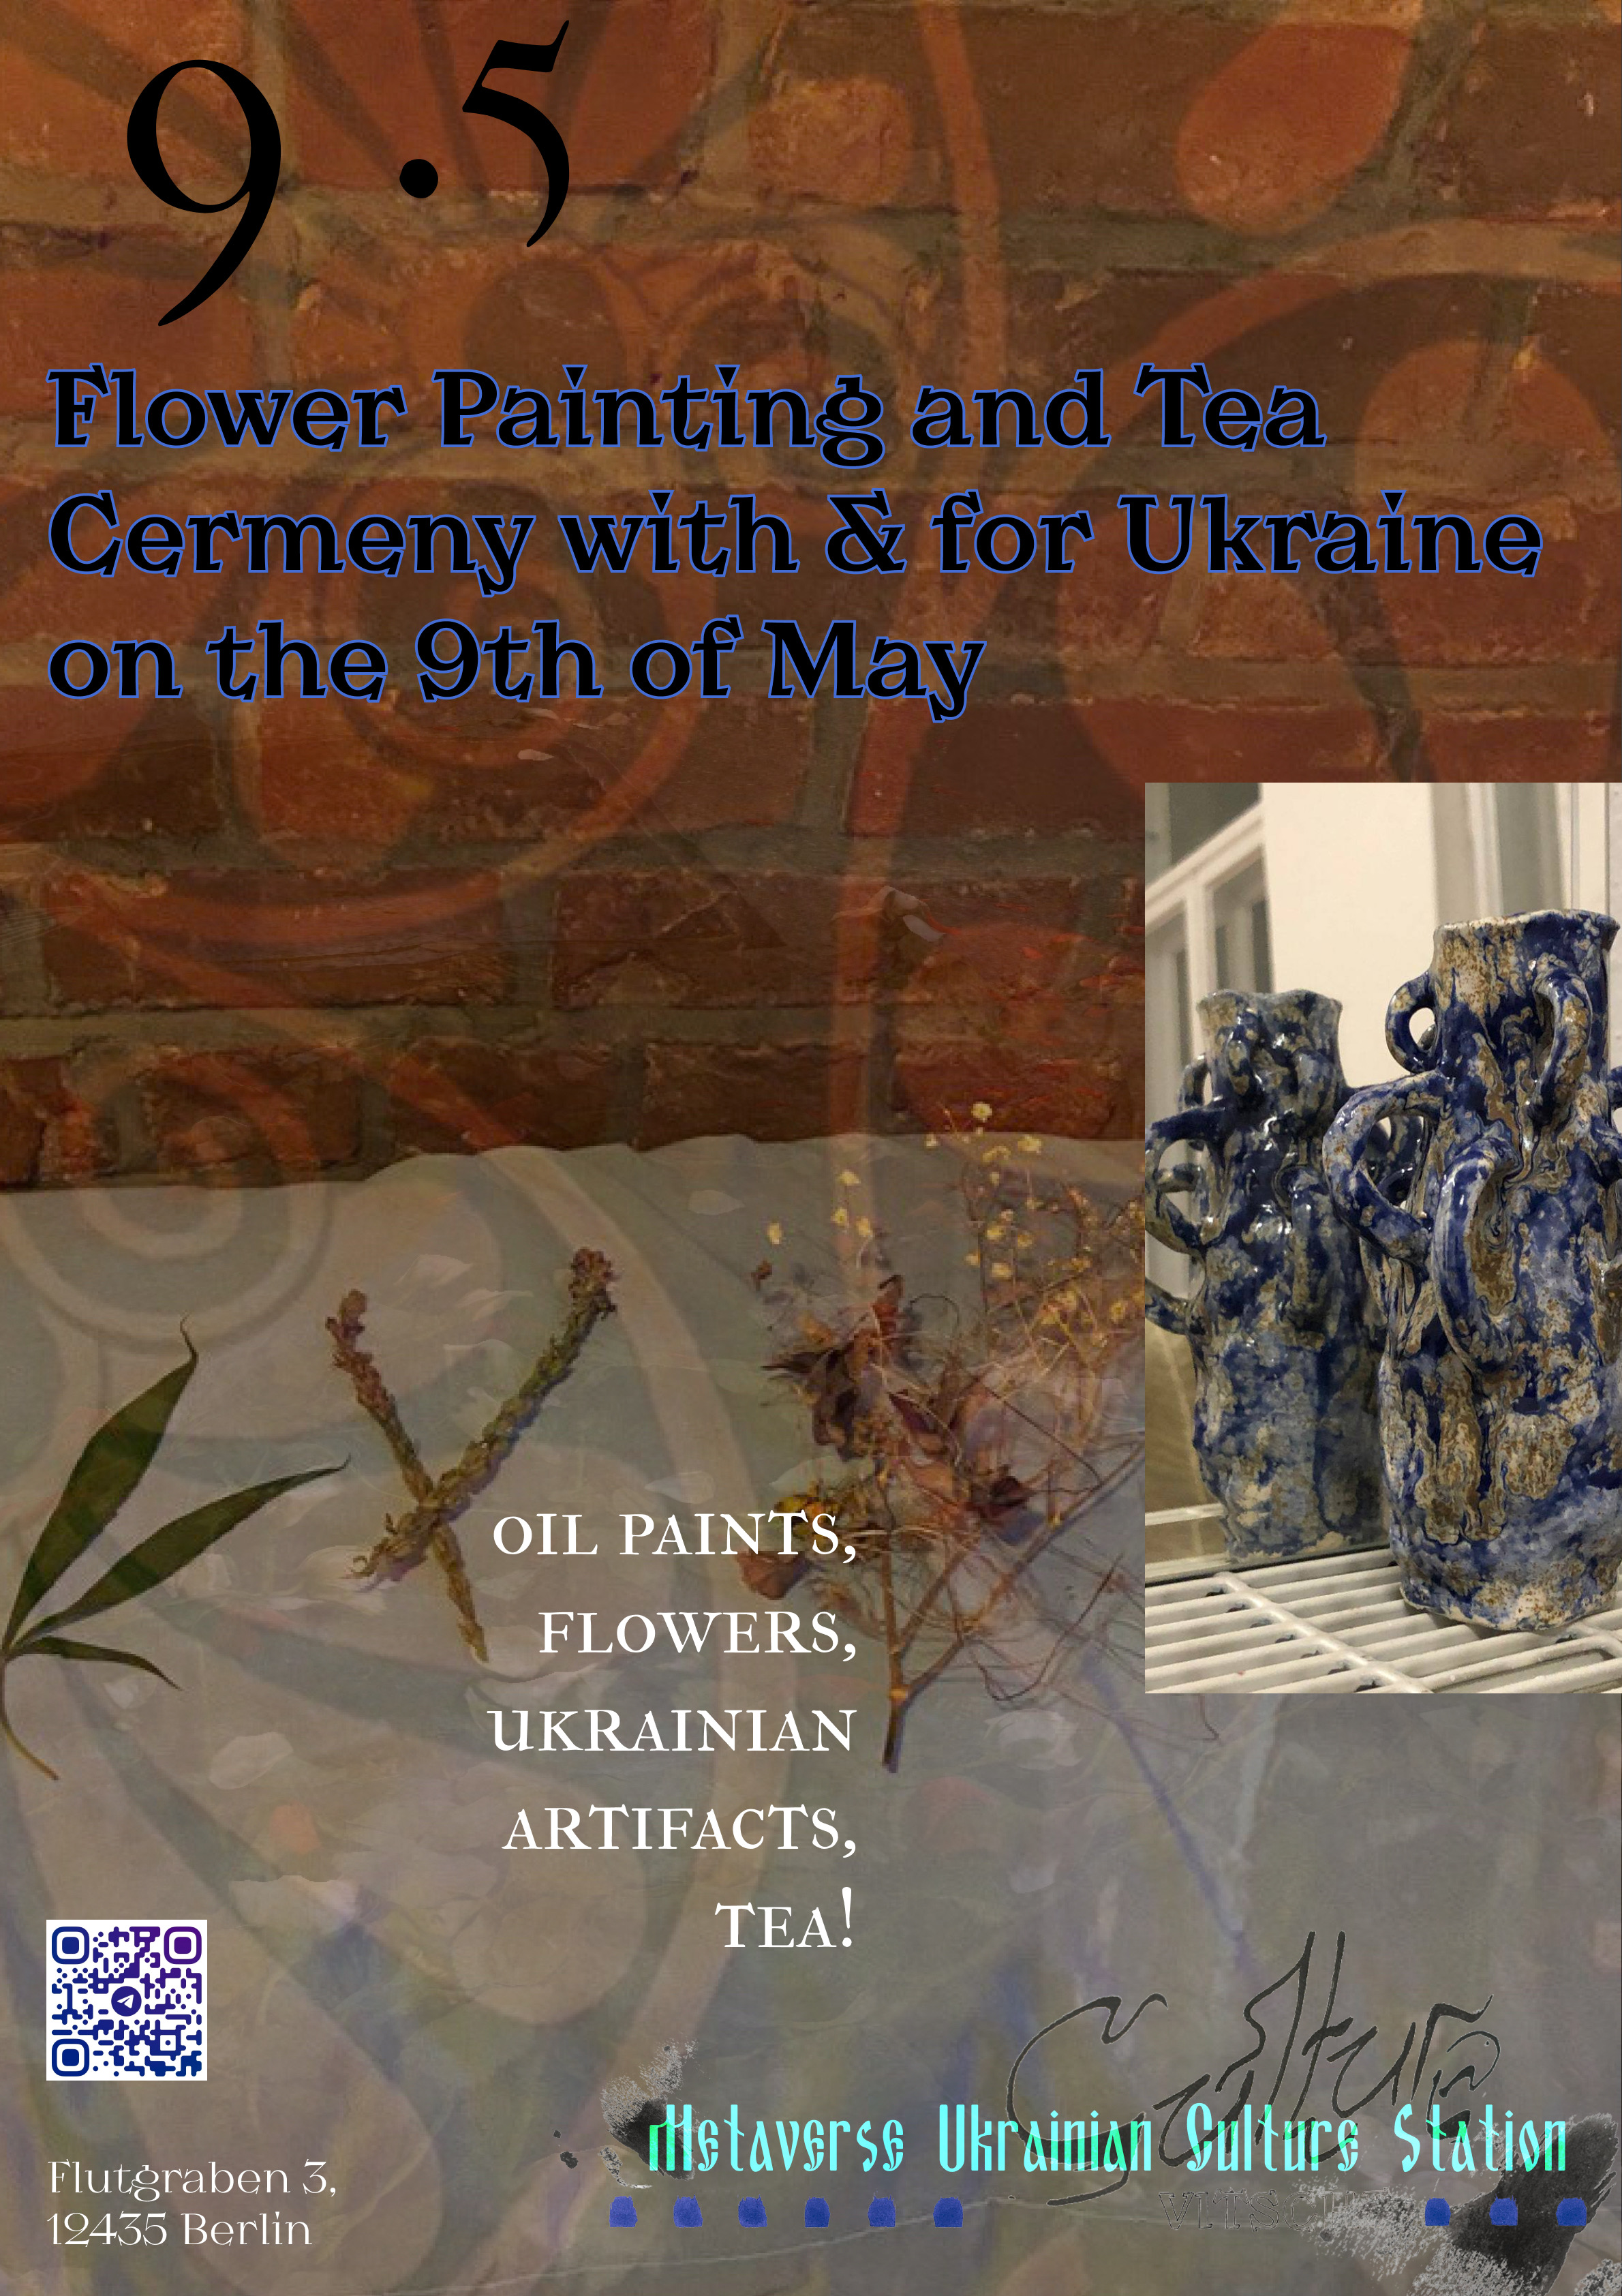 9.5
Flower Painting and Tea
Cermeny with & for Ukraine
on the 9th of May
OIL PAINTS,
FLOWERS,
UKRAINIAN
ARTIFACTS,
TEA!
Culture
Metaverse Ukrainian Culture Station
Flutgraben 3,
12435 Berlin